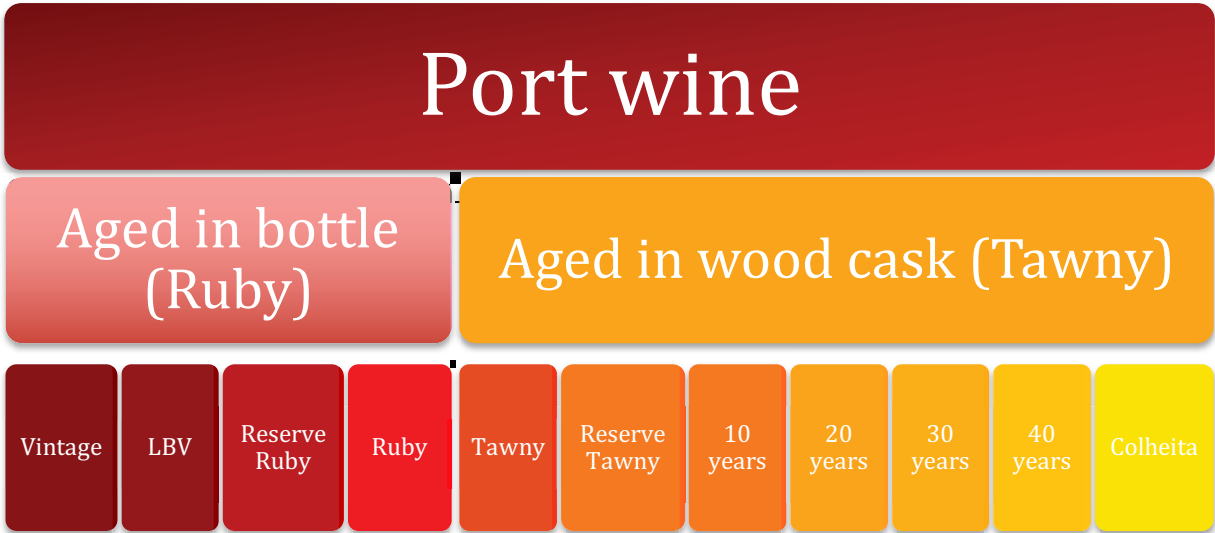 Port wine
Aged in bottle
(Ruby)
Aged in wood cask (Tawny)
Vintage
LBV
Reserve
Ruby
Ruby
Tawny
Reserve
Tawny
10
years
20
years
30
years
40
years
Colheita